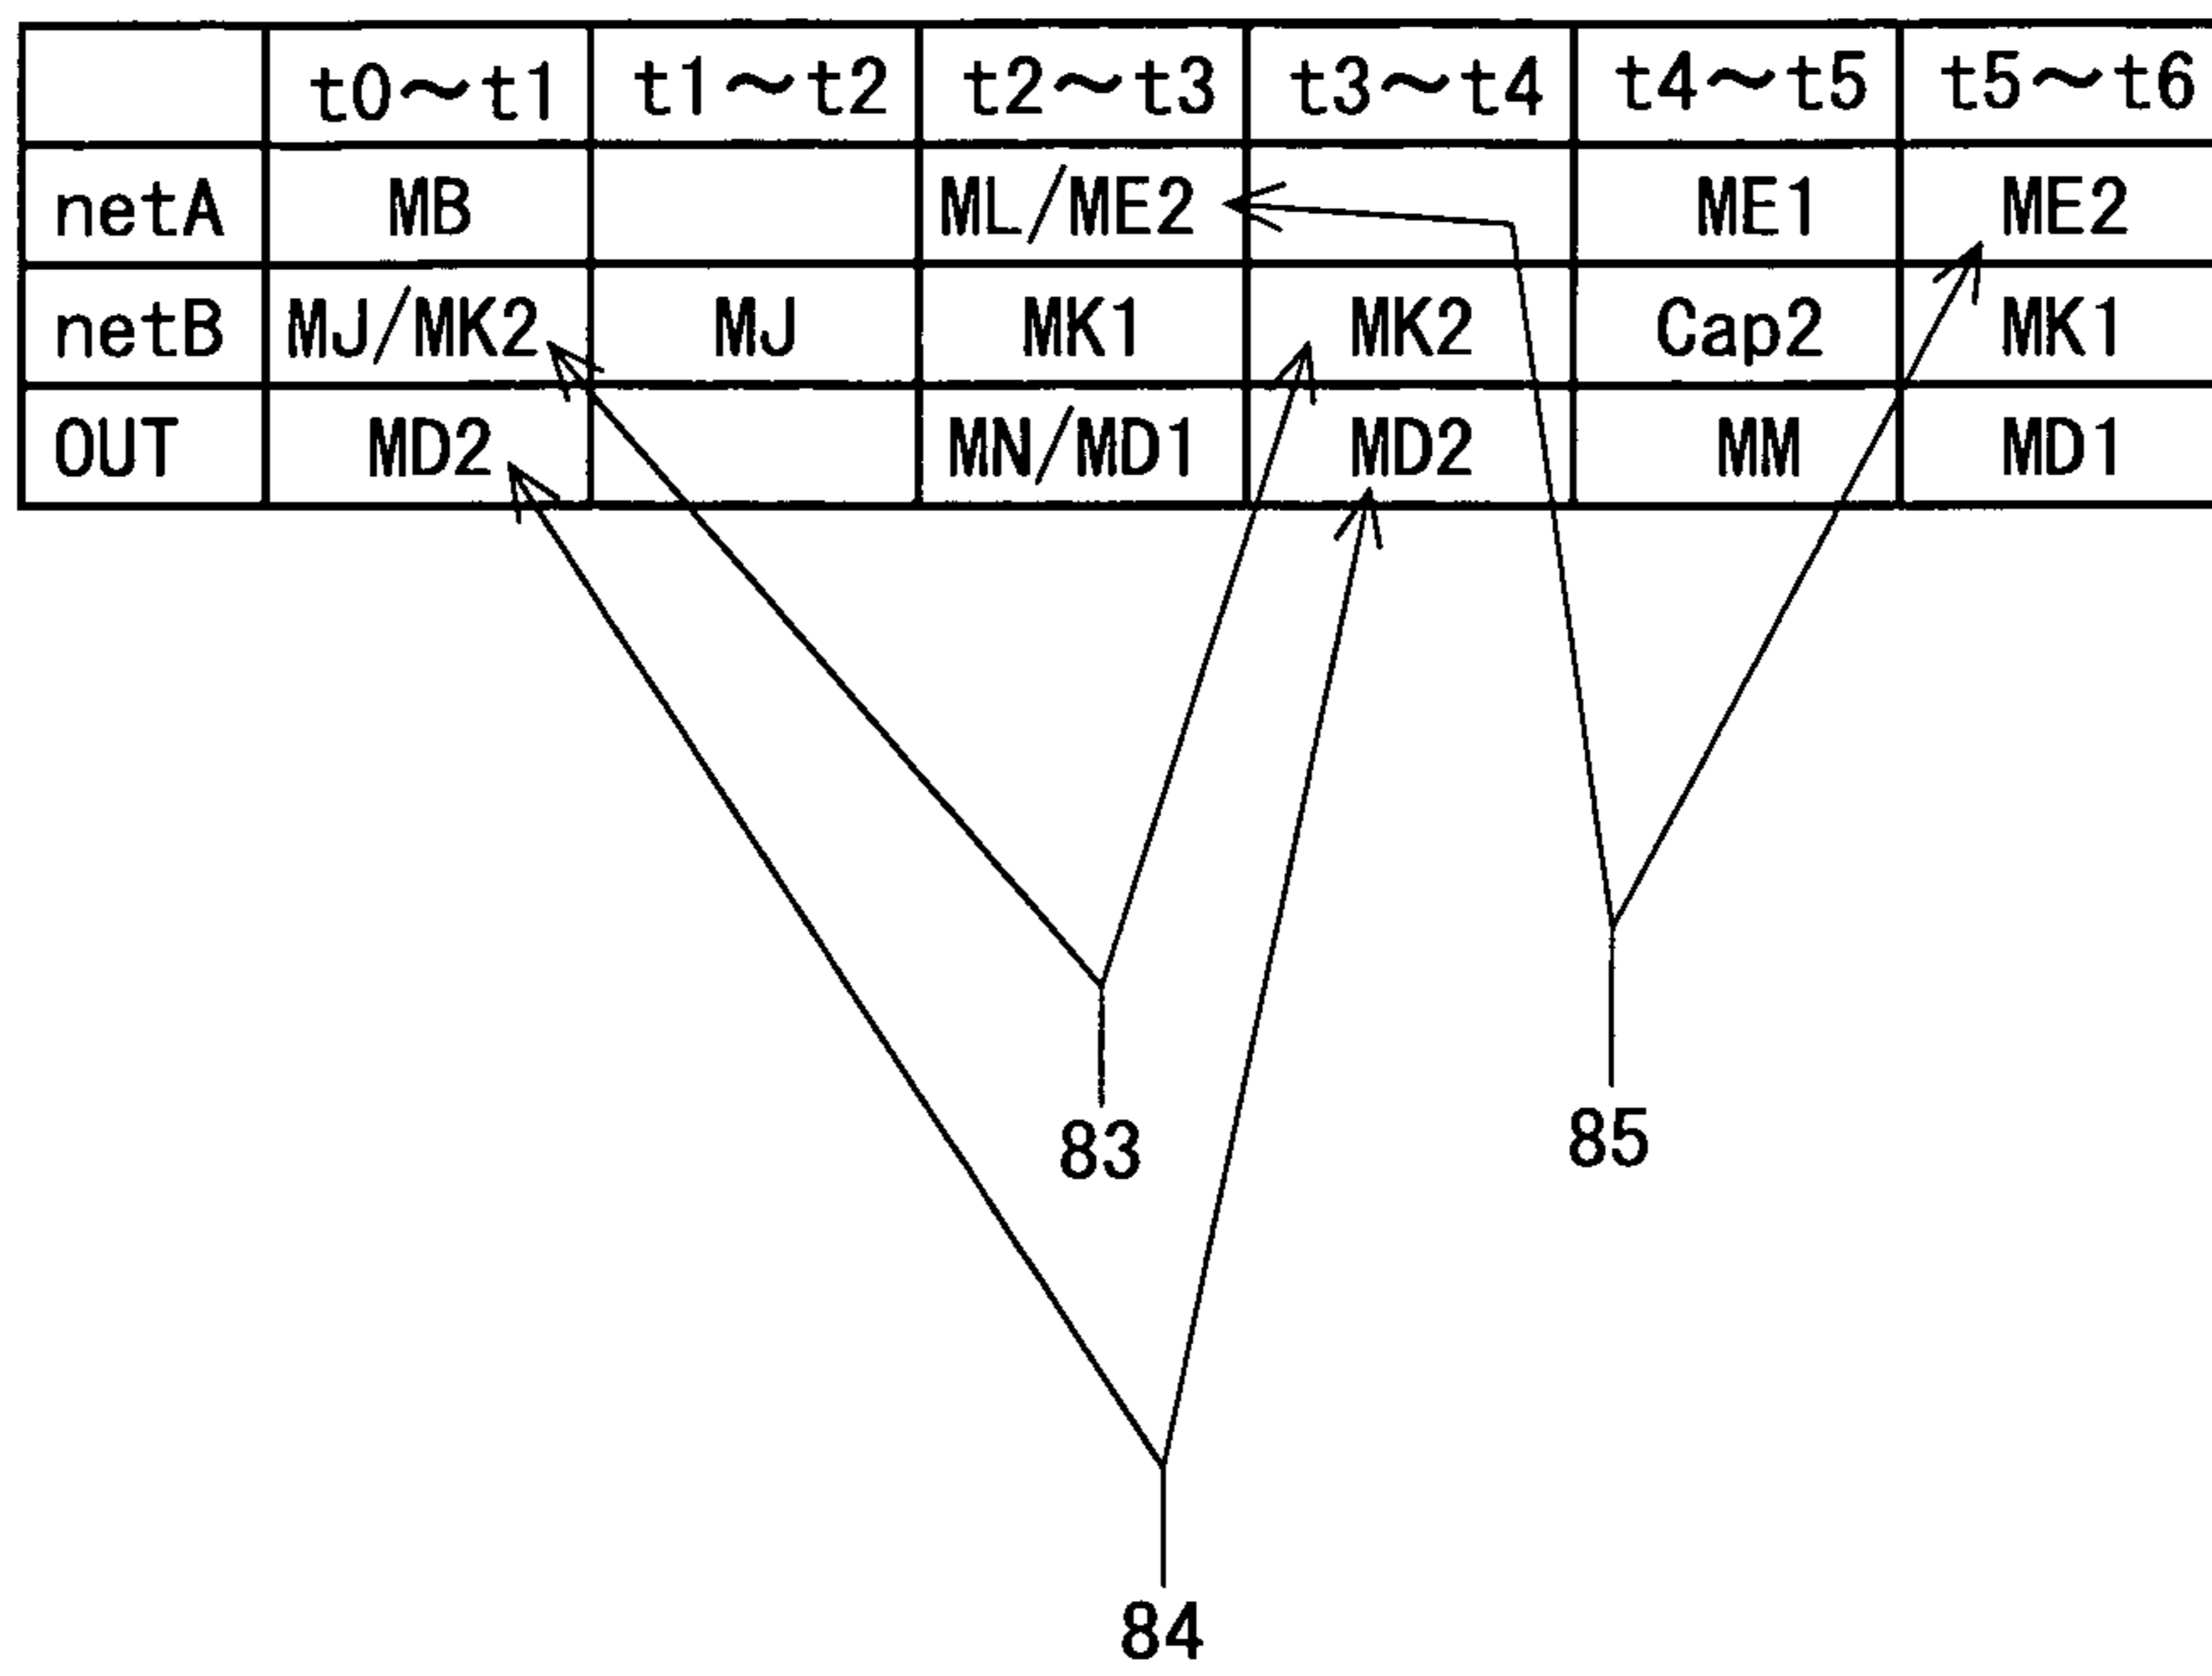 t0～t1 t1～t2 t2～t3 t3～t4 t4～t5 t5～t6
netA MB ML/ME2 ME1 ME2
netB MJ/MK2 MJ MK1 MK2 Cap2 MK1
OUT MD2 MN/MD1 MD2 MM MD1
83 85
84